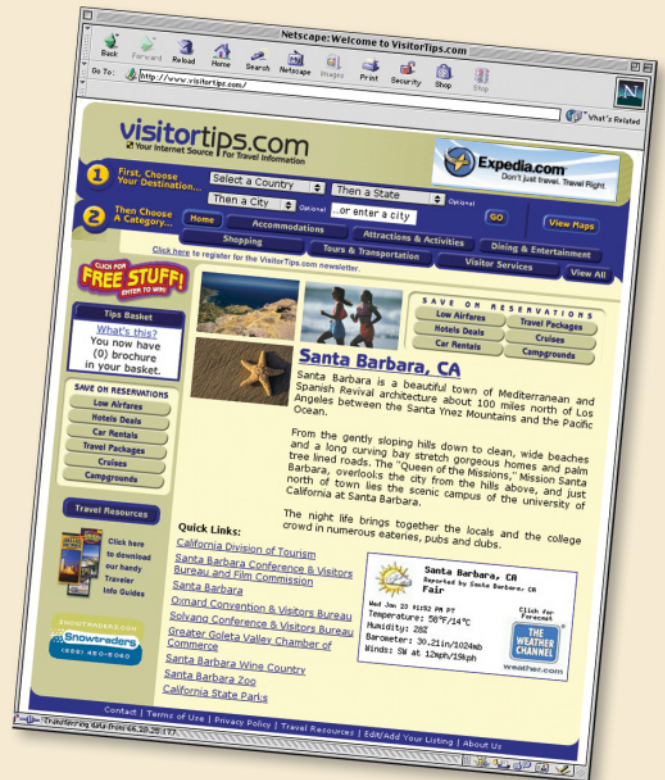 Netscape: Welcome to VisitorTips.com
Back Forward Reload Home Search Netscape Images Print Security Shop Stop
Go To: http://www.visitortips.com/
What's Related
N
visitortips.com
Your Internet Source For Travel Information
Expedia.com
Don't just travel. Travel Right.
1 First, Choose Your Destination...
Select a Country
Then a State
Optional
Then a City
Optional
...or enter a city
GO
View Maps
2 Then Choose A Category...
Home
Accommodations
Attractions & Activities
Dining & Entertainment
Shopping
Tours & Transportation
Visitor Services
View All
Click here to register for the VisitorTips.com newsletter.
CLICK FOR
FREE STUFF!
ENTER TO WIN!
Tips Basket
What's this?
You now have
(0) brochure
in your basket.
SAVE ON RESERVATIONS
Low Airfares
Hotels Deals
Car Rentals
Travel Packages
Cruises
Campgrounds
Travel Resources
Click here
to download
our handy
Traveler
Info Guides
SNOWTRADERS.COM
Snowtraders
SAVE ON RESERVATIONS
Low Airfares
Travel Packages
Hotels Deals
Cruises
Car Rentals
Campgrounds
Santa Barbara, CA
Santa Barbara is a beautiful town of Mediterranean and
Spanish Revival architecture about 100 miles north of Los
Angeles between the Santa Ynez Mountains and the Pacific
Ocean.
From the gently sloping hills down to clean, wide beaches
and a long curving bay stretch gorgeous homes and palm
tree lined roads. The "Queen of the Missions," Mission Santa
Barbara, overlooks the city from the hills above, and just
north of town lies the scenic campus of the university of
California at Santa Barbara.
The night life brings together the locals and the college
crowd in numerous eateries, pubs and clubs.
Quick Links:
California Division of Tourism
Santa Barbara Conference & Visitors
Bureau and Film Commission
Santa Barbara
Oxnard Convention & Visitors Bureau
Solvang Conference & Visitors Bureau
Greater Goleta Valley Chamber of
Commerce
Santa Barbara Wine Country
Santa Barbara Zoo
California State Parks
Santa Barbara, CA
Reported by Santa Barbara, CA
Fair
Temperature: 58°F/14°C
Humidity: 28%
Barometer: 30.21in/1024mb
Winds: SW at 12mph/19kph
Click for
Forecast
THE
WEATHER
CHANNEL
weather.com
Contact | Terms of Use | Privacy Policy | Travel Resources | Edit/Add Your Listing | About Us
Transferring data from